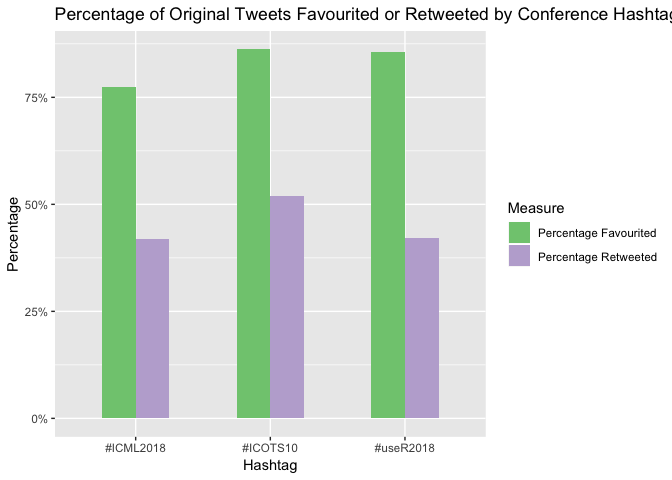 Percentage of Original Tweets Favourited or Retweeted by Conference Hashtag
Percentage
75%
50%
25%
0%
#ICML2018
#ICOTS10
#useR2018
Hashtag
Measure
Percentage Favourited
Percentage Retweeted